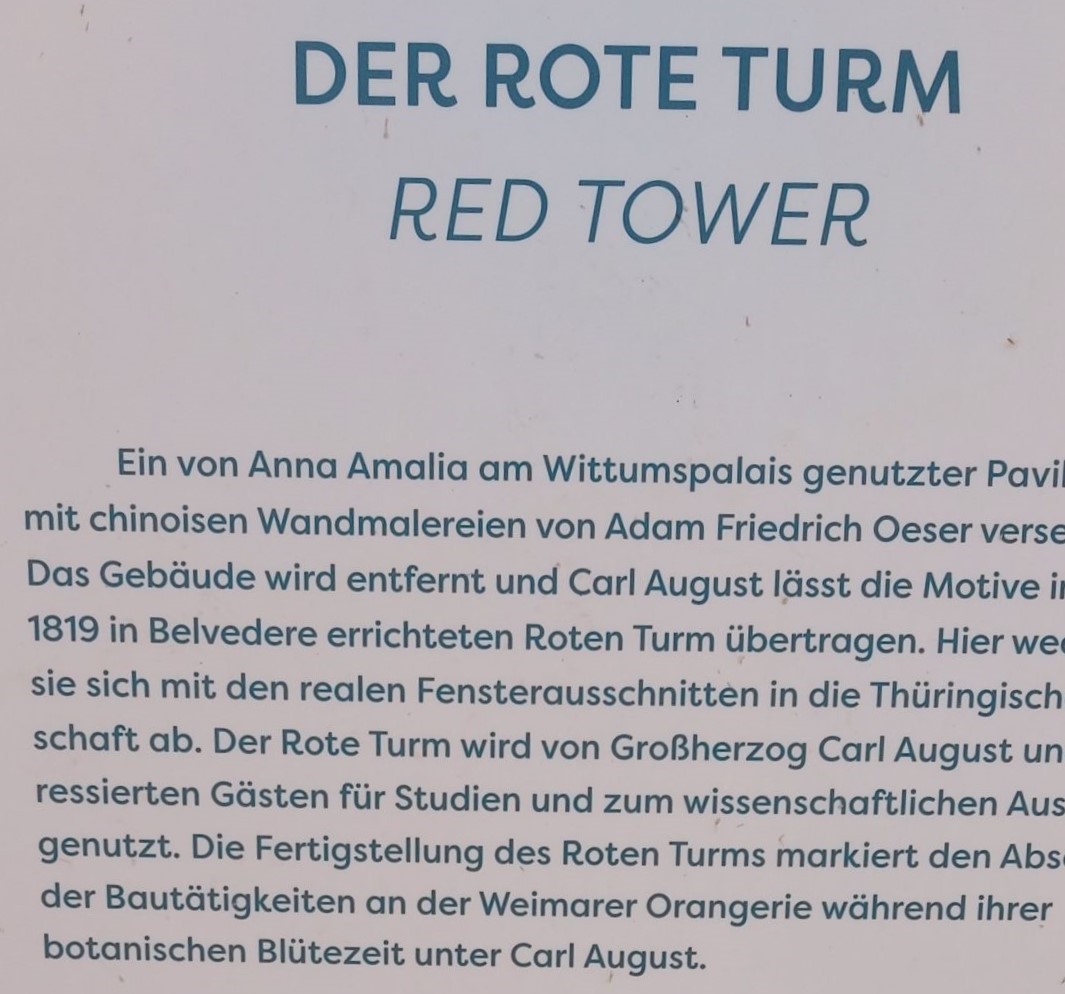 DER ROTE TURM
RED TOWER
Ein von Anna Amalia am Wittumspalais genutzter Pavil
mit chinoisen Wandmalereien von Adam Friedrich Oeser verse
Das Gebäude wird entfernt und Carl August lässt die Motive in
1819 in Belvedere errichteten Roten Turm übertragen. Hier wec
sie sich mit den realen Fensterausschnitten in die Thüringisch
schaft ab. Der Rote Turm wird von Großherzog Carl August un
ressierten Gästen für Studien und zum wissenschaftlichen Aus
genutzt. Die Fertigstellung des Roten Turms markiert den Abs
der Bautätigkeiten an der Weimarer Orangerie während ihrer
botanischen Blütezeit unter Carl August.